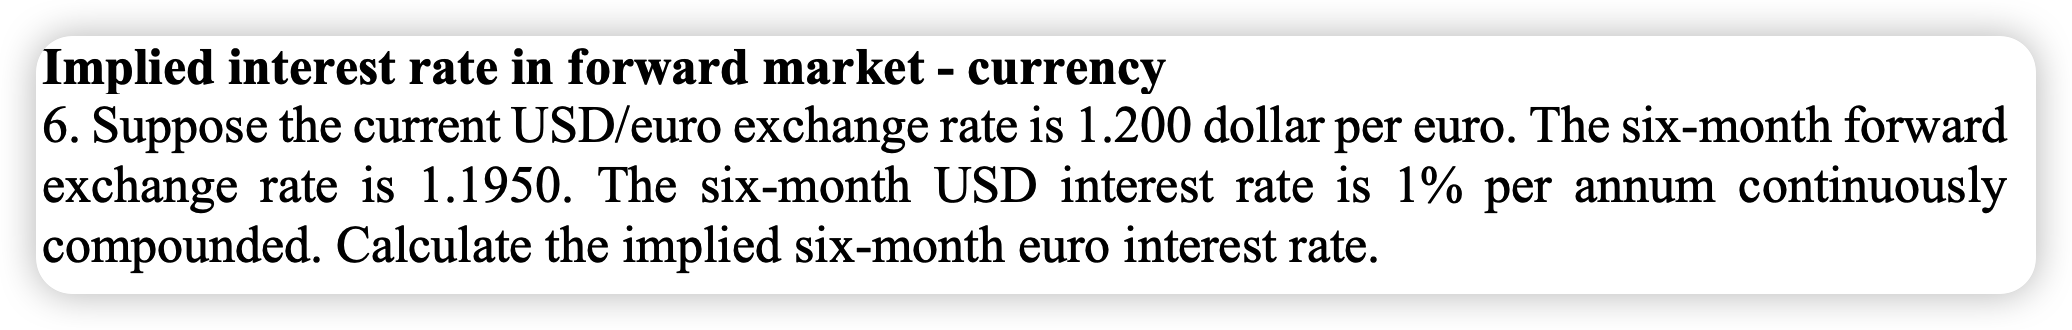 Implied interest rate in forward market - currency
6. Suppose the current USD/euro exchange rate is 1.200 dollar per euro. The six-month forward
exchange rate is 1.1950. The six-month USD interest rate is 1% per annum continuously
compounded. Calculate the implied six-month euro interest rate.